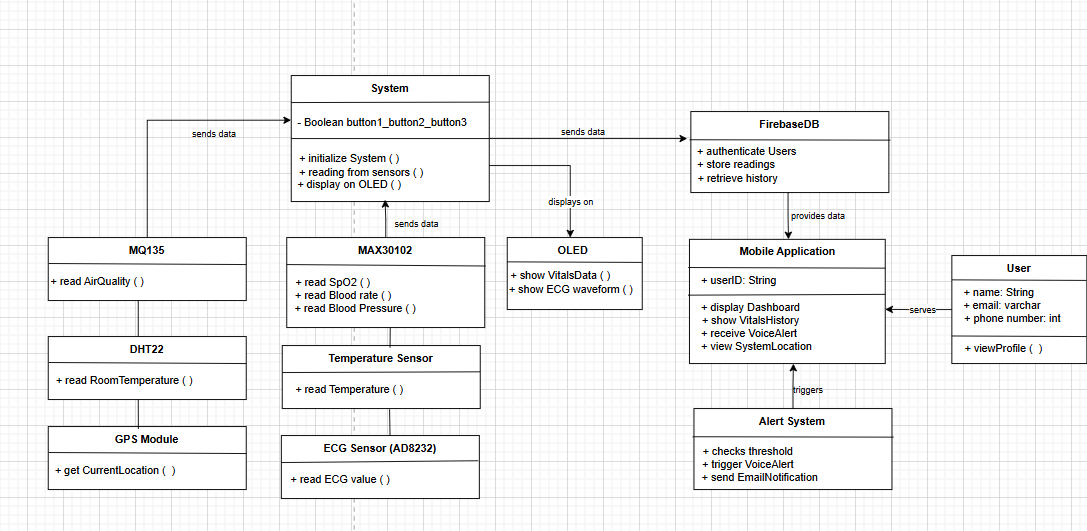 System
- Boolean button1_button2_button3
+ initialize System ( )
+ reading from sensors ( )
+ display on OLED ( )
sends data
sends data
FirebaseDB
+ authenticate Users
+ store readings
+ retrieve history
displays on
sends data
provides data
MQ135
+ read AirQuality ( )
MAX30102
+ read SpO2 ( )
+ read Blood rate ( )
+ read Blood Pressure ( )
OLED
+ show VitalsData ( )
+ show ECG waveform ( )
Mobile Application
+ userID: String
+ display Dashboard
+ show VitalsHistory
+ receive VoiceAlert
+ view SystemLocation
serves
User
+ name: String
+ email: varchar
+ phone number: int
+ viewProfile ( )
DHT22
+ read RoomTemperature ( )
Temperature Sensor
+ read Temperature ( )
triggers
GPS Module
+ get CurrentLocation ( )
ECG Sensor (AD8232)
+ read ECG value ( )
Alert System
+ checks threshold
+ trigger VoiceAlert
+ send EmailNotification